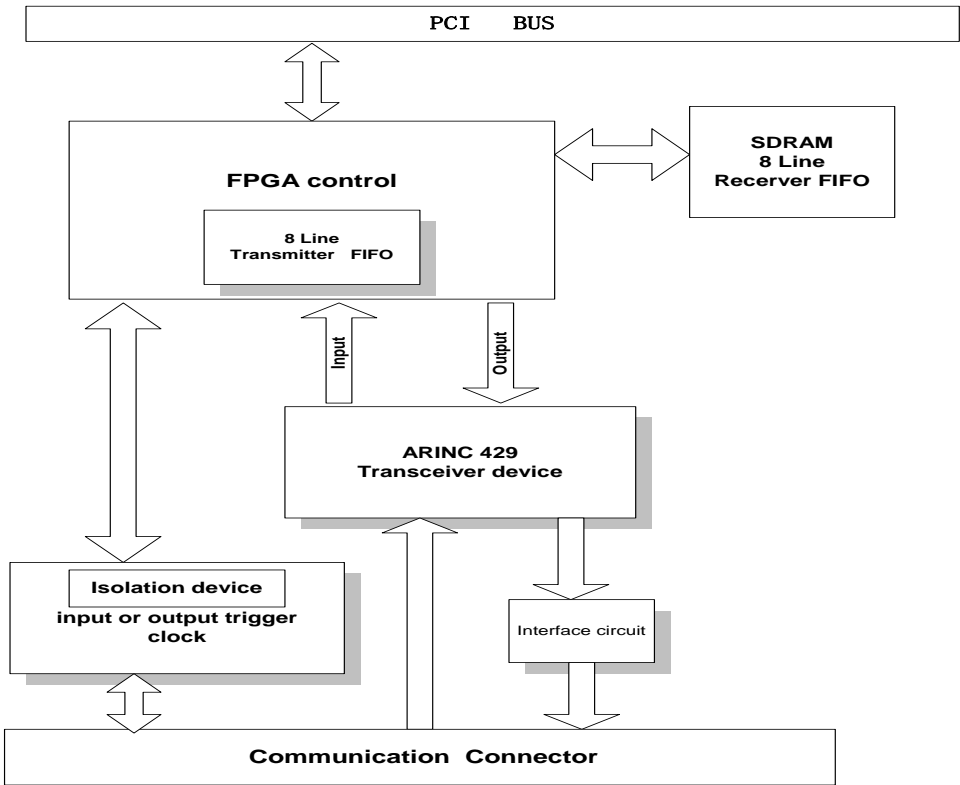 PCI BUS
SDRAM
8 Line
Recerver FIFO
FPGA control
8 Line
Transmitter FIFO
Input
Output
ARINC 429
Transceiver device
Isolation device
input or output trigger
clock
Interface circuit
Communication Connector